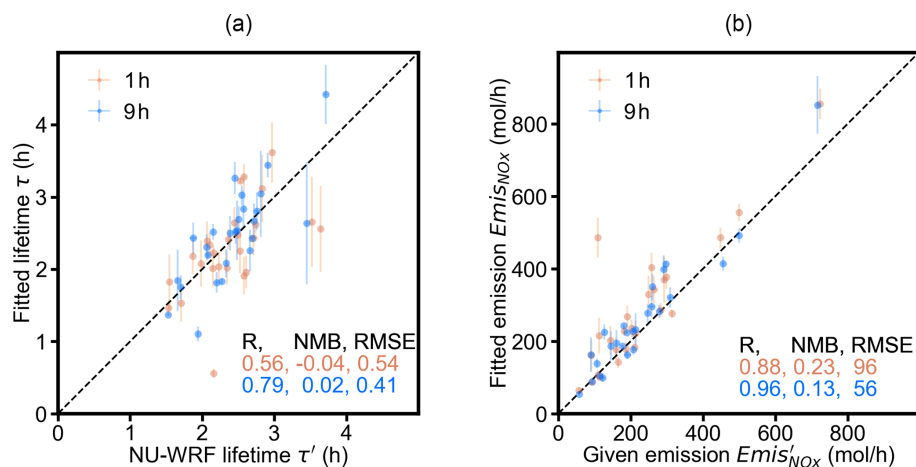 (a)
Fitted lifetime τ (h)
4
3
2
1
0
1 h
9 h
R, NMB, RMSE
0.56, -0.04, 0.54
0.79, 0.02, 0.41
0 1 2 3 4
NU-WRF lifetime τ′ (h)
(b)
Fitted emission Emis_NOx (mol/h)
800
600
400
200
0
1 h
9 h
R, NMB, RMSE
0.88, 0.23, 96
0.96, 0.13, 56
0 200 400 600 800
Given emission Emis′_NOx (mol/h)